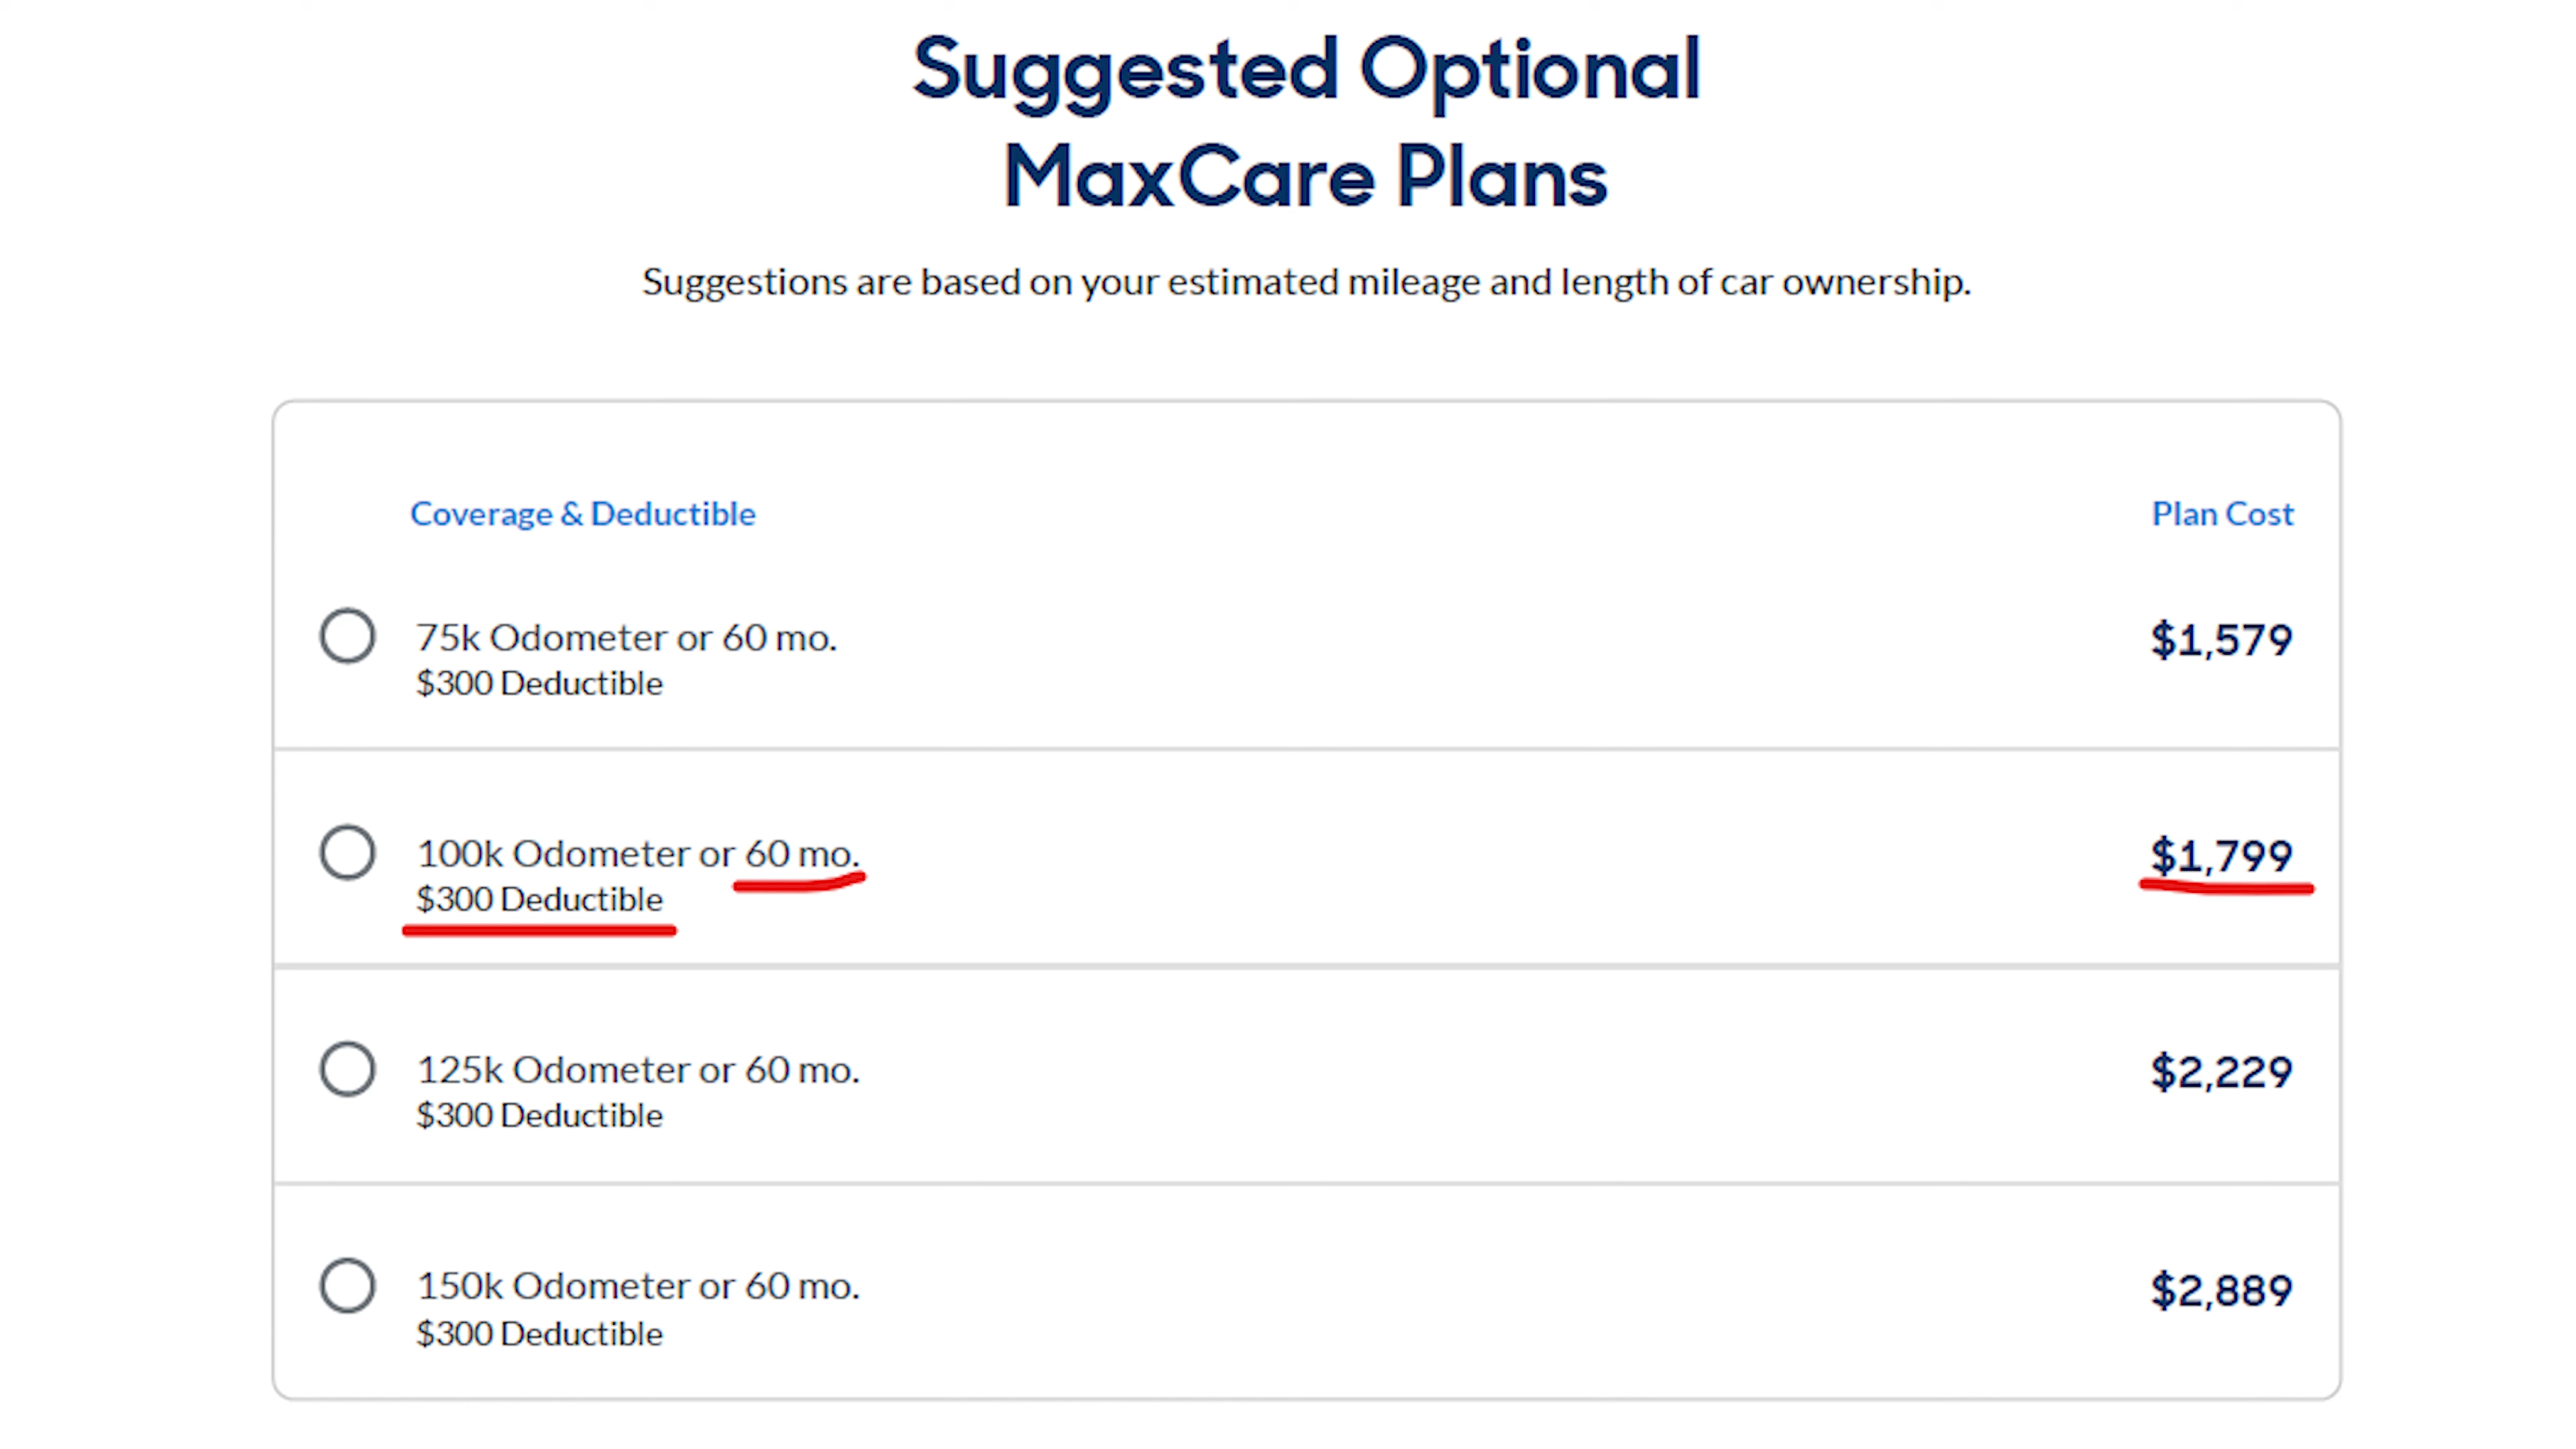 Suggested Optional
MaxCare Plans
Suggestions are based on your estimated mileage and length of car ownership.
Coverage & Deductible
Plan Cost
75k Odometer or 60 mo.
$1,579
$300 Deductible
100k Odometer or 60 mo.
$1,799
$300 Deductible
125k Odometer or 60 mo.
$2,229
$300 Deductible
150k Odometer or 60 mo.
$2,889
$300 Deductible